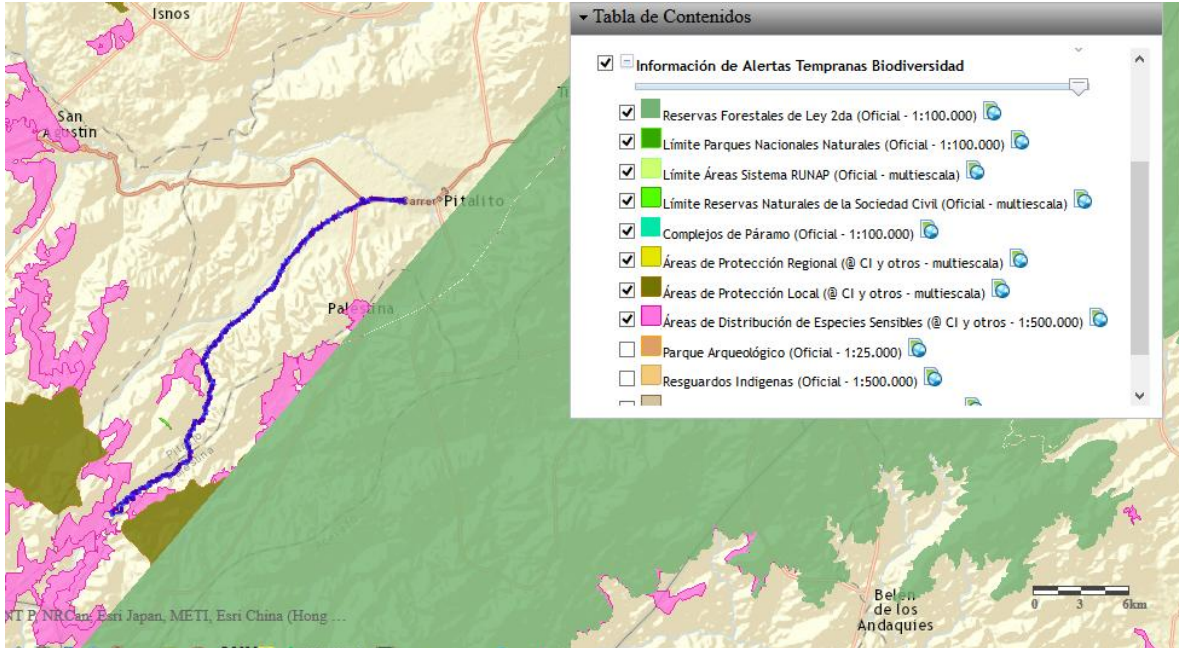 Isnos
San
Agustín
Carrer
Pitalito
Palestina
Pitalito
Belén
de los
Andaquíes
0 3 6km
NT P, NRCan, Esri Japan, METI, Esri China (Hong ...
Tabla de Contenidos
Información de Alertas Tempranas Biodiversidad
Reservas Forestales de Ley 2da (Oficial - 1:100.000)
Límite Parques Nacionales Naturales (Oficial - 1:100.000)
Límite Áreas Sistema RUNAP (Oficial - multiescala)
Límite Reservas Naturales de la Sociedad Civil (Oficial - multiescala)
Complejos de Páramo (Oficial - 1:100.000)
Áreas de Protección Regional (@ CI y otros - multiescala)
Áreas de Protección Local (@ CI y otros - multiescala)
Áreas de Distribución de Especies Sensibles (@ CI y otros - 1:500.000)
Parque Arqueológico (Oficial - 1:25.000)
Resguardos Indigenas (Oficial - 1:500.000)